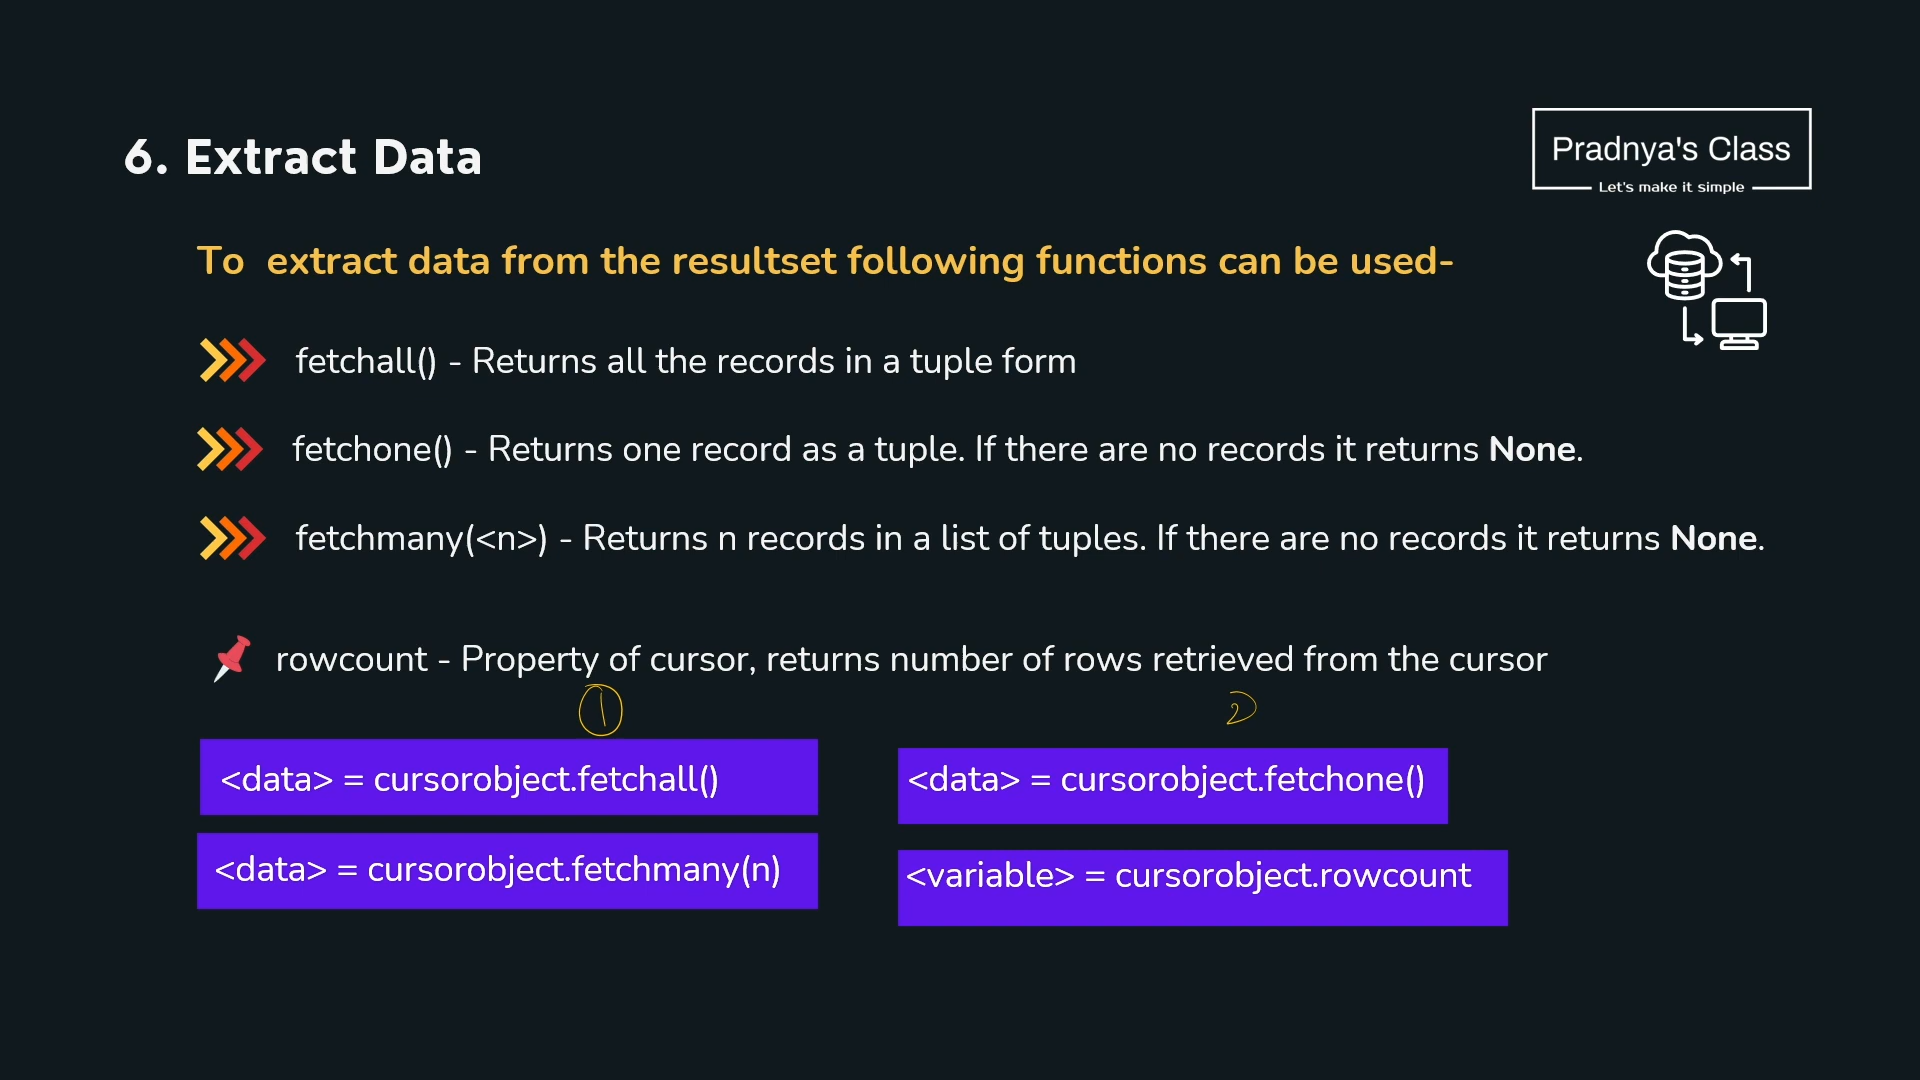 6. Extract Data
Pradnya's Class
Let's make it simple
To extract data from the resultset following functions can be used-
fetchall() - Returns all the records in a tuple form
fetchone() - Returns one record as a tuple. If there are no records it returns None.
fetchmany(<n>) - Returns n records in a list of tuples. If there are no records it returns None.
rowcount - Property of cursor, returns number of rows retrieved from the cursor
1
2
<data> = cursorobject.fetchall()
<data> = cursorobject.fetchone()
<data> = cursorobject.fetchmany(n)
<variable> = cursorobject.rowcount